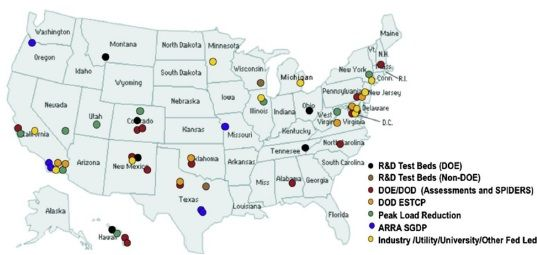 Washington
Maine
Montana
North Dakota
Minnesota
Vt.
N.H.
Oregon
Idaho
South Dakota
Wisconsin
Michigan
New York
Mass.
R.I.
Wyoming
Conn.
Nevada
Nebraska
Iowa
Pennsylvania
New Jersey
Utah
Colorado
Illinois
Indiana
Ohio
Delaware
California
Kansas
Missouri
West
Virginia
Virginia
D.C.
Kentucky
Arizona
New Mexico
Oklahoma
Arkansas
Tennessee
North Carolina
South Carolina
Texas
Miss
Alabama
Georgia
Louisiana
Florida
Alaska
Hawaii
R&D Test Beds (DOE)
R&D Test Beds (Non-DOE)
DOE/DOD (Assessments and SPIDERS)
DOD ESTCP
Peak Load Reduction
ARRA SGDP
Industry /Utility/University/Other Fed Led